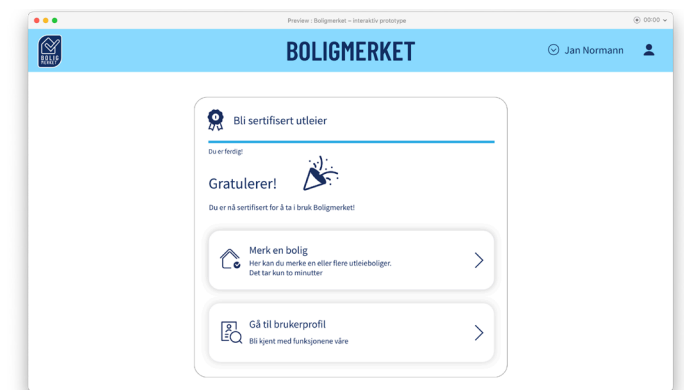 Preview : Boligmerket – interaktiv prototype
00:00
BOLIG
MERKET
BOLIGMERKET
Jan Normann
Bli sertifisert utleier
Du er ferdig!
Gratulerer!
Du er nå sertifisert for å ta i bruk Boligmerket!
Merk en bolig
Her kan du merke en eller flere utleieboliger.
Det tar kun to minutter
Gå til brukerprofil
Bli kjent med funksjonene våre